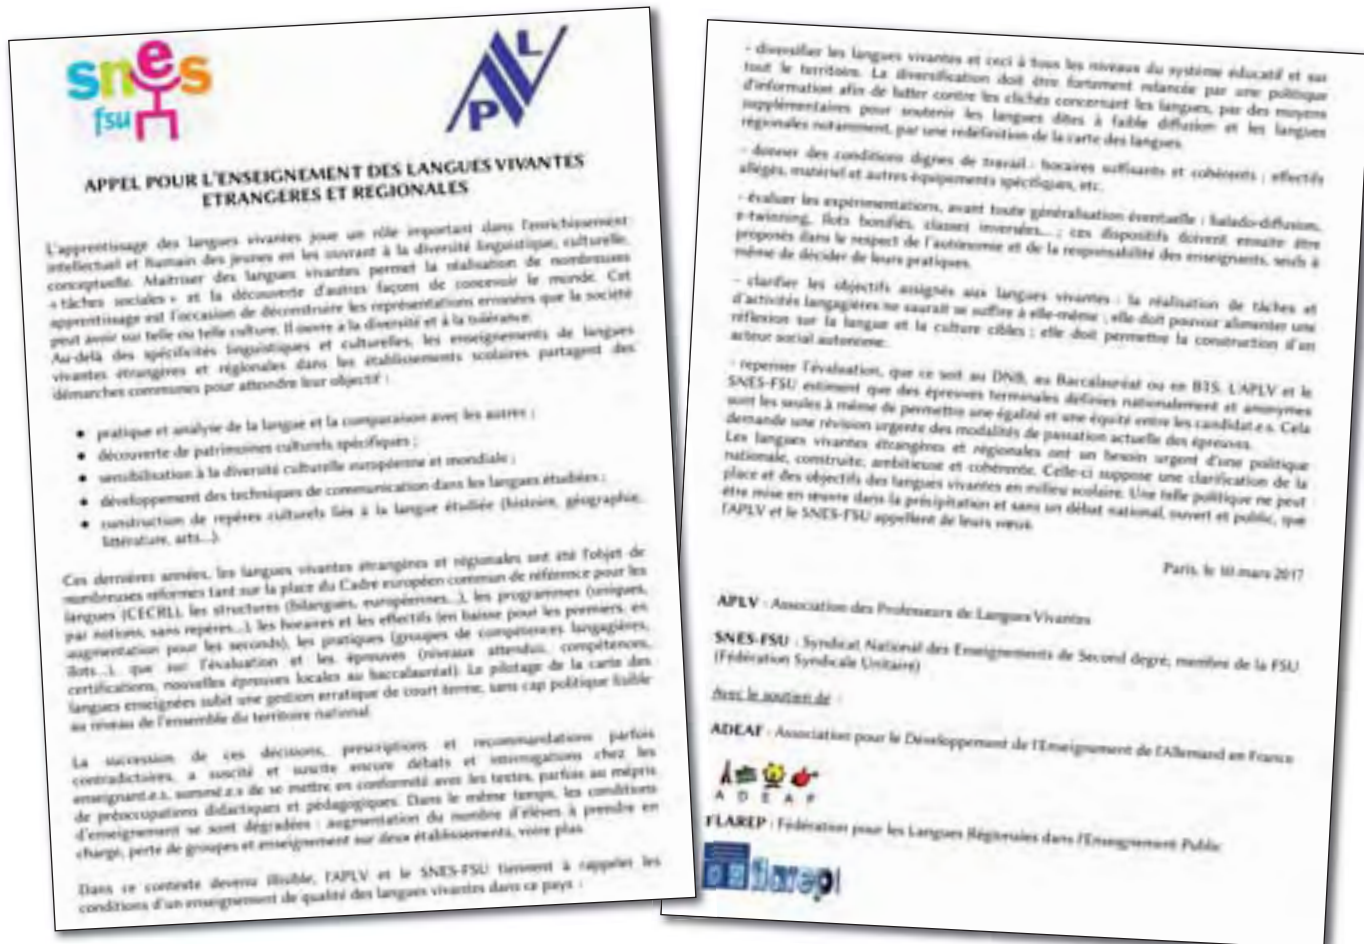 snes
fsu
APLV
APPEL POUR L'ENSEIGNEMENT DES LANGUES VIVANTES
ETRANGERES ET REGIONALES
L'apprentissage des langues vivantes joue un rôle important dans l'enrichissement
intellectuel et humain des jeunes en les ouvrant à la diversité linguistique, culturelle,
conceptuelle. Maîtriser des langues vivantes permet la réalisation de nombreuses
« tâches sociales » et la découverte d'autres façons de concevoir le monde. Cet
apprentissage est l'occasion de déconstruire les représentations erronées que la société
peut avoir sur telle ou telle culture. Il ouvre a la diversité et à la tolérance.
Au-delà des spécificités linguistiques et culturelles, les enseignements de langues
vivantes étrangères et régionales dans les établissements scolaires partagent des
démarches communes pour atteindre leur objectif :
● pratique et analyse de la langue et la comparaison avec les autres ;
● découverte de patrimoines culturels spécifiques ;
● sensibilisation à la diversité culturelle européenne et mondiale ;
● développement des techniques de communication dans les langues étudiées ;
● construction de repères culturels liés à la langue étudiée (histoire, géographie,
littérature, arts...).
Ces dernières années, les langues vivantes étrangères et régionales ont été l'objet de
nombreuses réformes tant sur la place du Cadre européen commun de référence pour les
langues (CECRL), les structures (bilangues, européennes...), les programmes (uniques,
par notions, sans repères...), les horaires et les effectifs (en baisse pour les premiers, en
augmentation pour les seconds), les pratiques (groupes de compétences langagières,
îlots...), que sur l'évaluation et les épreuves (niveaux attendus, compétences,
certifications, nouvelles épreuves locales au baccalauréat). Le pilotage de la carte des
langues enseignées subit une gestion erratique de court terme, sans cap politique lisible
au niveau de l'ensemble du territoire national.
La succession de ces décisions, prescriptions et recommandations parfois
contradictoires, a suscité et suscite encore débats et interrogations chez les
enseignant.e.s, sommé.e.s de se mettre en conformité avec les textes, parfois au mépris
de préoccupations didactiques et pédagogiques. Dans le même temps, les conditions
d'enseignement se sont dégradées : augmentation du nombre d'élèves à prendre en
charge, perte de groupes et enseignement sur deux établissements, voire plus.
Dans ce contexte devenu illisible, l'APLV et le SNES-FSU tiennent à rappeler les
conditions d'un enseignement de qualité des langues vivantes dans ce pays :
- diversifier les langues vivantes et ceci à tous les niveaux du système éducatif et sur
tout le territoire. La diversification doit être fortement relancée par une politique
d'information afin de lutter contre les clichés concernant les langues, par des moyens
supplémentaires pour soutenir les langues dites à faible diffusion et les langues
régionales notamment, par une redéfinition de la carte des langues.
- donner des conditions dignes de travail : horaires suffisants et cohérents ; effectifs
allégés, matériel et autres équipements spécifiques, etc.
- évaluer les expérimentations, avant toute généralisation éventuelle : balado-diffusion,
e-twinning, îlots bonifiés, classes inversées... ; ces dispositifs doivent ensuite être
proposés dans le respect de l'autonomie et de la responsabilité des enseignants, seuls à
même de décider de leurs pratiques.
- clarifier les objectifs assignés aux langues vivantes : la réalisation de tâches et
d'activités langagières ne saurait se suffire à elle-même ; elle doit pouvoir alimenter une
réflexion sur la langue et la culture cibles ; elle doit permettre la construction d'un
acteur social autonome.
- repenser l'évaluation, que ce soit au DNB, au Baccalauréat ou en BTS. L'APLV et le
SNES-FSU estiment que des épreuves terminales définies nationalement et anonymes
sont les seules à même de permettre une égalité et une équité entre les candidat.e.s. Cela
demande une révision urgente des modalités de passation actuelle des épreuves.
Les langues vivantes étrangères et régionales ont un besoin urgent d'une politique
nationale, construite, ambitieuse et cohérente. Celle-ci suppose une clarification de la
place et des objectifs des langues vivantes en milieu scolaire. Une telle politique ne peut
être mise en œuvre dans la précipitation et sans un débat national, ouvert et public, que
l'APLV et le SNES-FSU appellent de leurs vœux.
Paris, le 10 mars 2017
APLV : Association des Professeurs de Langues Vivantes
SNES-FSU : Syndicat National des Enseignements de Second degré, membre de la FSU
(Fédération Syndicale Unitaire)
Avec le soutien de :
ADEAF : Association pour le Développement de l'Enseignement de l'Allemand en France
A D E A F
FLAREP : Fédération pour les Langues Régionales dans l'Enseignement Public
flarep